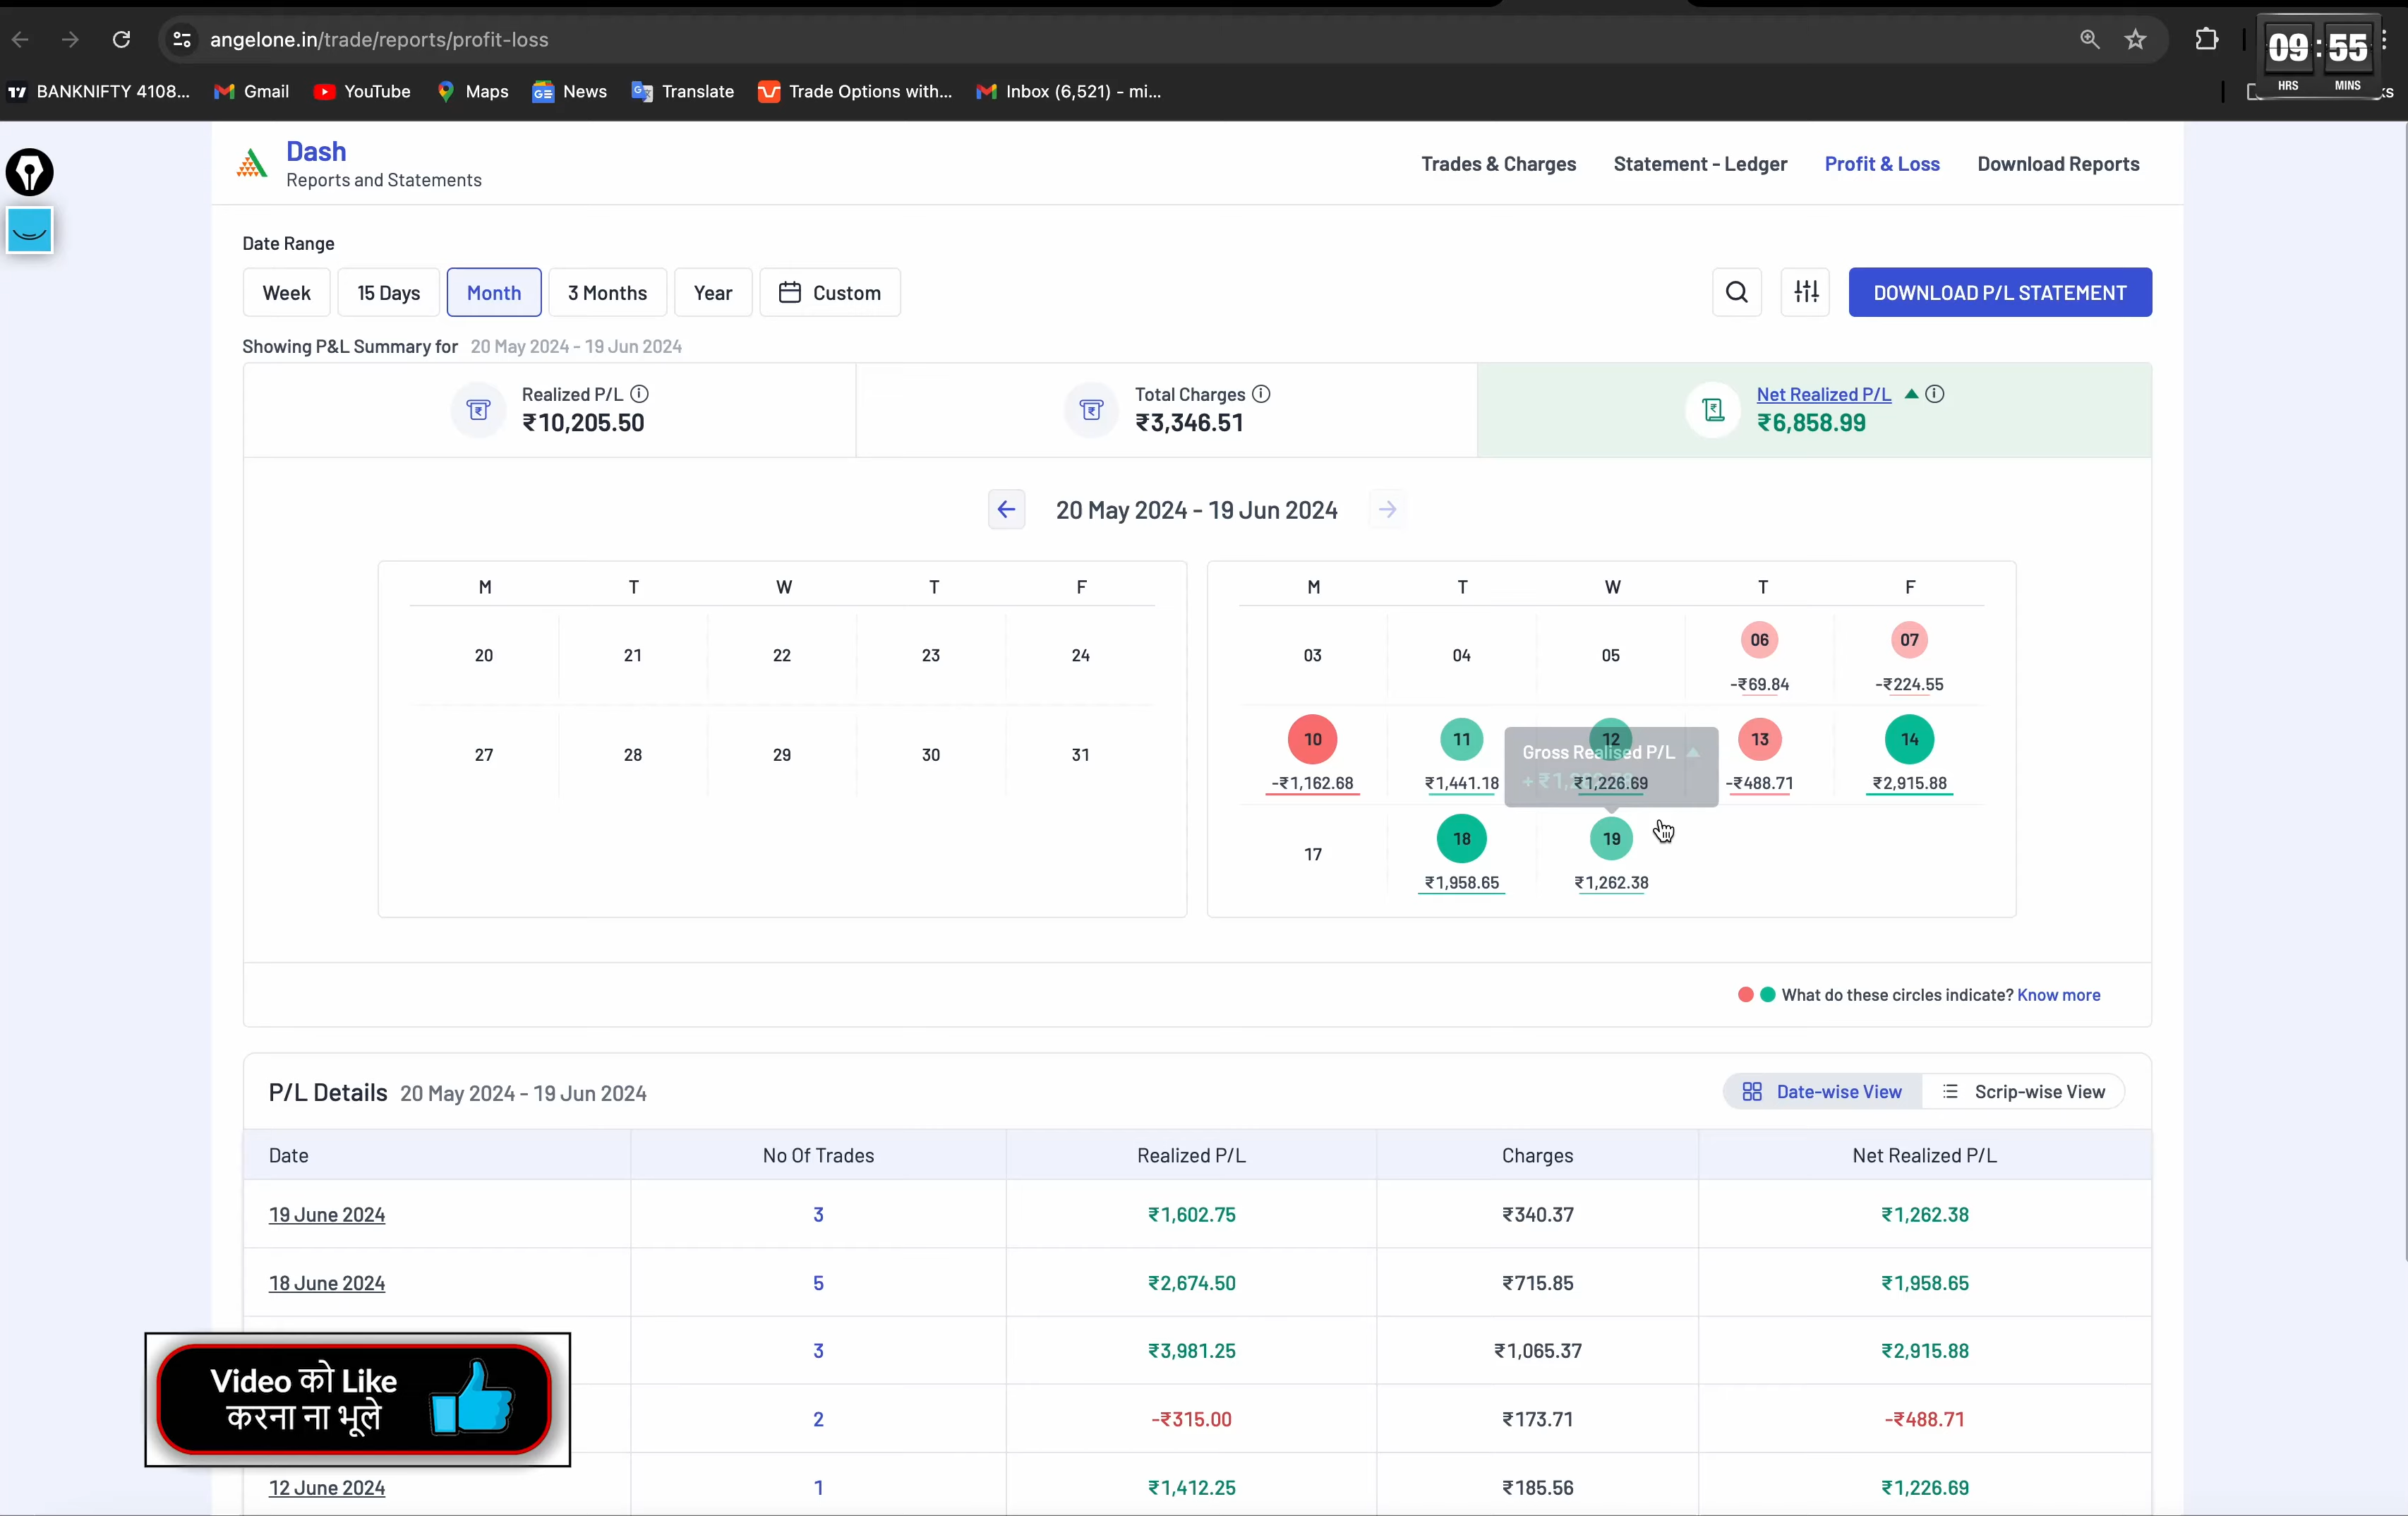 angelone.in/trade/reports/profit-loss
09:55
HRS MINS
BANKNIFTY 4108...
Gmail
YouTube
Maps
News
Translate
Trade Options with...
Inbox (6,521) - mi...
Dash
Reports and Statements
Trades & Charges
Statement - Ledger
Profit & Loss
Download Reports
Date Range
Week
15 Days
Month
3 Months
Year
Custom
DOWNLOAD P/L STATEMENT
Showing P&L Summary for 20 May 2024 - 19 Jun 2024
Realized P/L
₹10,205.50
Total Charges
₹3,346.51
Net Realized P/L
₹6,858.99
20 May 2024 - 19 Jun 2024
M T W T F
20 21 22 23 24
27 28 29 30 31
M T W T F
03 04 05 06 07
-₹69.84 -₹224.55
10 11 12 13 14
Gross Realised P/L
-₹1,162.68 ₹1,441.18 ₹1,226.69 -₹488.71 ₹2,915.88
17 18 19
₹1,958.65 ₹1,262.38
What do these circles indicate? Know more
P/L Details 20 May 2024 - 19 Jun 2024
Date-wise View
Scrip-wise View
Date No Of Trades Realized P/L Charges Net Realized P/L
19 June 2024 3 ₹1,602.75 ₹340.37 ₹1,262.38
18 June 2024 5 ₹2,674.50 ₹715.85 ₹1,958.65
3 ₹3,981.25 ₹1,065.37 ₹2,915.88
2 -₹315.00 ₹173.71 -₹488.71
12 June 2024 1 ₹1,412.25 ₹185.56 ₹1,226.69
Video को Like
करना ना भूले